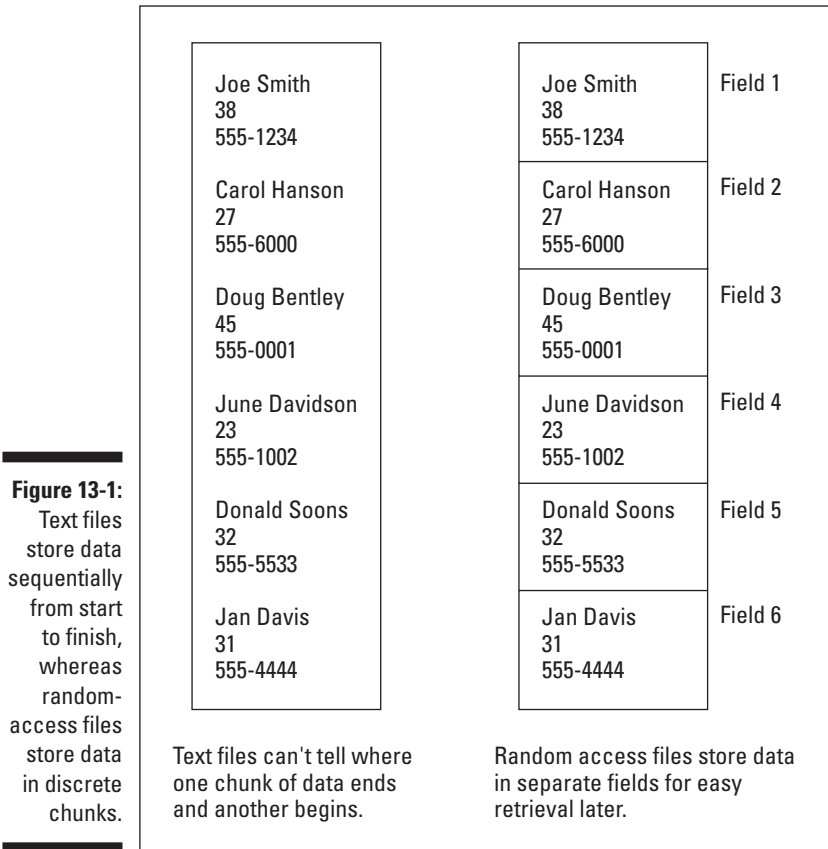 Joe Smith
38
555-1234
Carol Hanson
27
555-6000
Doug Bentley
45
555-0001
June Davidson
23
555-1002
Donald Soons
32
555-5533
Jan Davis
31
555-4444
Text files can't tell where
one chunk of data ends
and another begins.
Joe Smith
38
555-1234
Field 1
Carol Hanson
27
555-6000
Field 2
Doug Bentley
45
555-0001
Field 3
June Davidson
23
555-1002
Field 4
Donald Soons
32
555-5533
Field 5
Jan Davis
31
555-4444
Field 6
Random access files store data
in separate fields for easy
retrieval later.
Figure 13-1:
Text files
store data
sequentially
from start
to finish,
whereas
random-
access files
store data
in discrete
chunks.